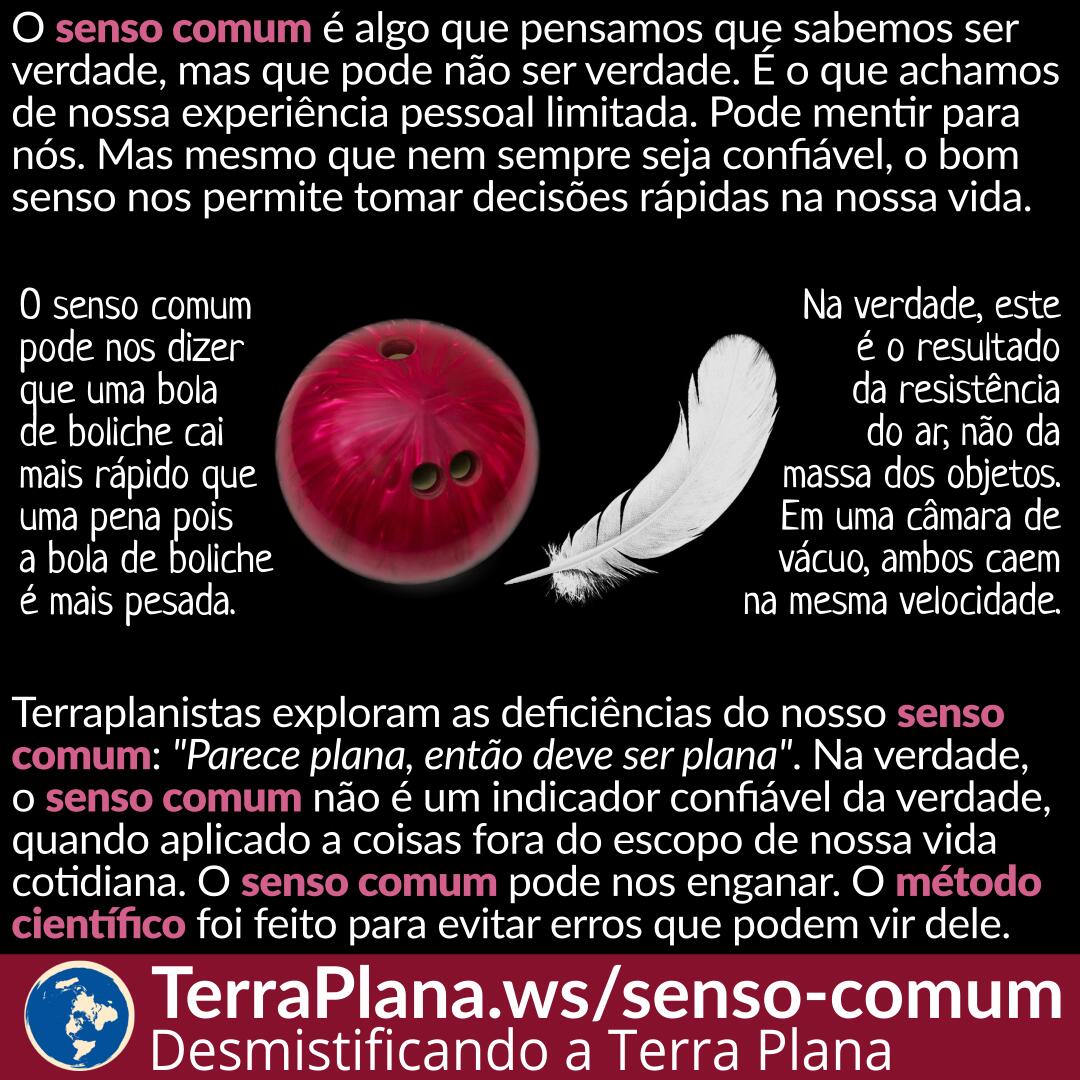 O senso comum é algo que pensamos que sabemos ser
verdade, mas que pode não ser verdade. É o que achamos
de nossa experiência pessoal limitada. Pode mentir para
nós. Mas mesmo que nem sempre seja confiável, o bom
senso nos permite tomar decisões rápidas na nossa vida.
O senso comum
pode nos dizer
que uma bola
de boliche cai
mais rápido que
uma pena pois
a bola de boliche
é mais pesada.
Na verdade, este
é o resultado
da resistência
do ar, não da
massa dos objetos.
Em uma câmara de
vácuo, ambos caem
na mesma velocidade.
Terraplanistas exploram as deficiências do nosso senso
comum: "Parece plana, então deve ser plana". Na verdade,
o senso comum não é um indicador confiável da verdade,
quando aplicado a coisas fora do escopo de nossa vida
cotidiana. O senso comum pode nos enganar. O método
científico foi feito para evitar erros que podem vir dele.
TerraPlana.ws/senso-comum
Desmistificando a Terra Plana